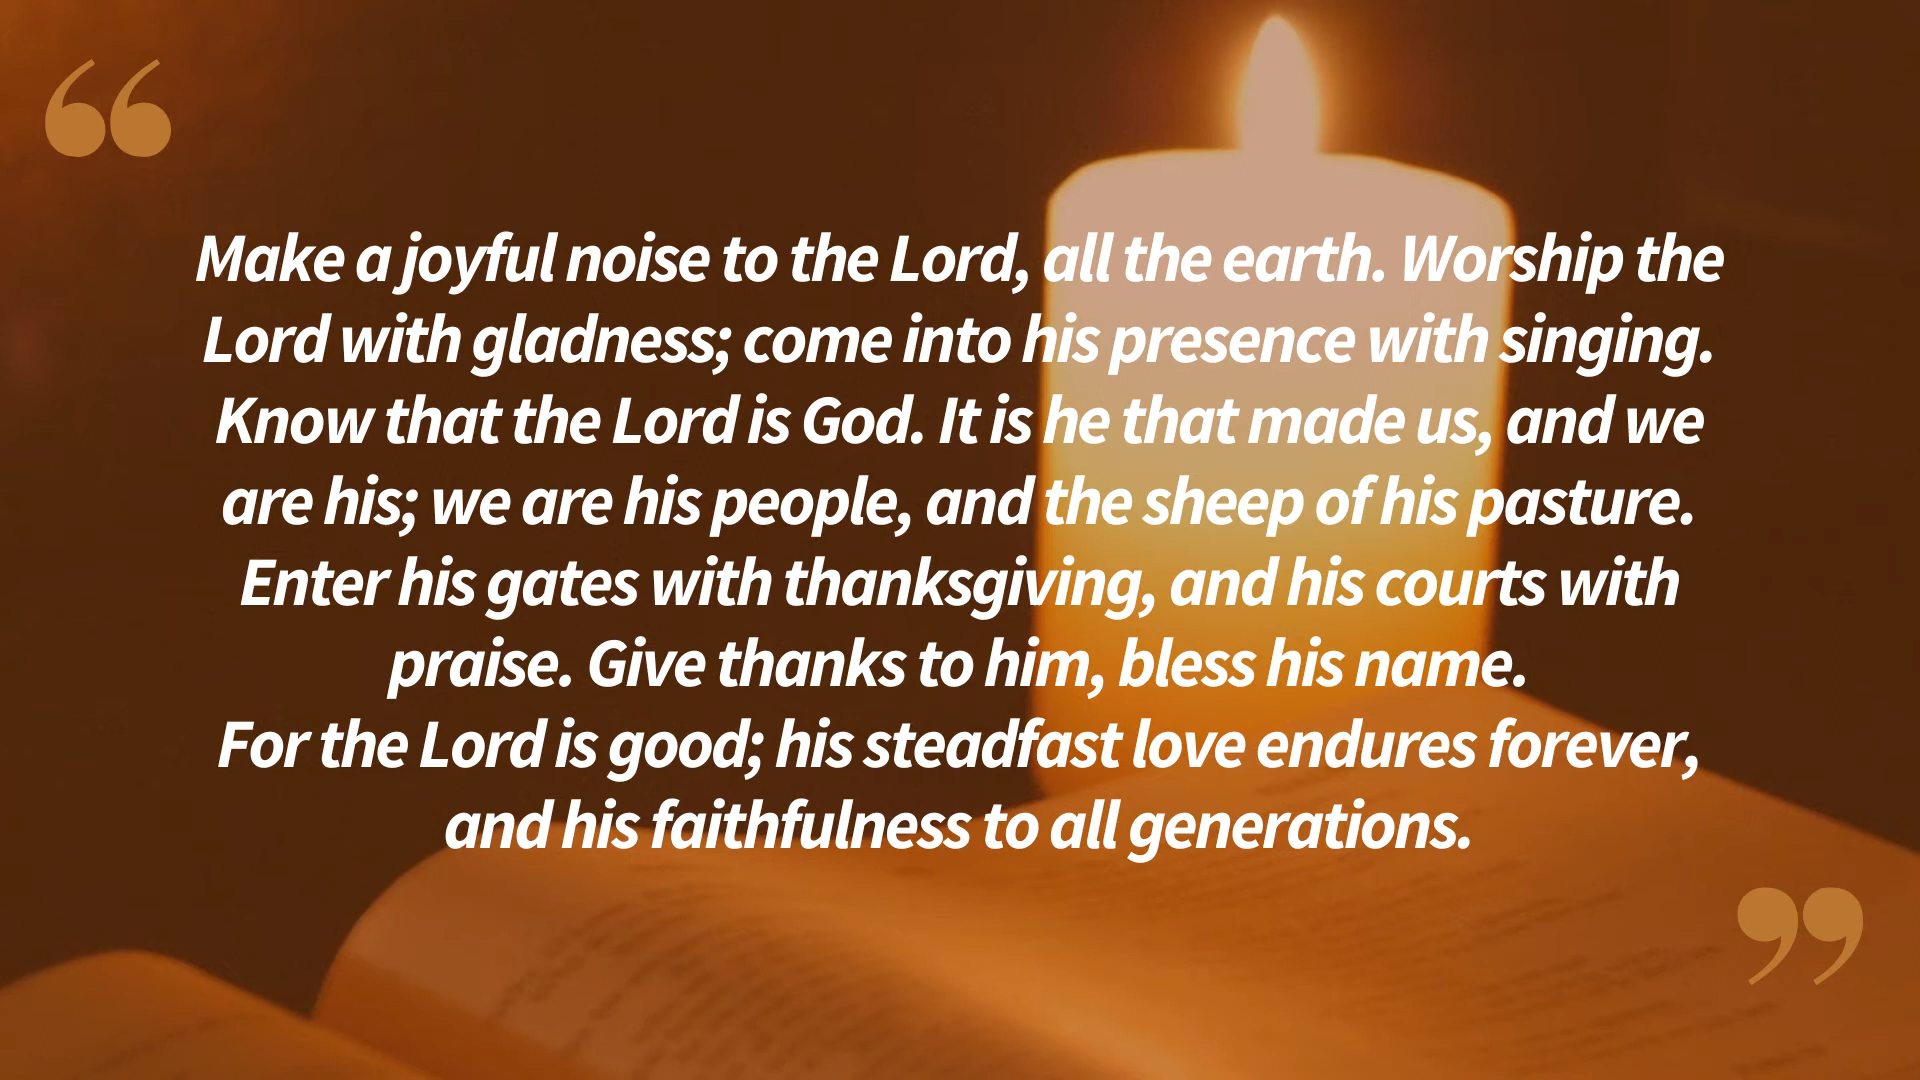 “
Make a joyful noise to the Lord, all the earth. Worship the
Lord with gladness; come into his presence with singing.
Know that the Lord is God. It is he that made us, and we
are his; we are his people, and the sheep of his pasture.
Enter his gates with thanksgiving, and his courts with
praise. Give thanks to him, bless his name.
For the Lord is good; his steadfast love endures forever,
and his faithfulness to all generations.
”